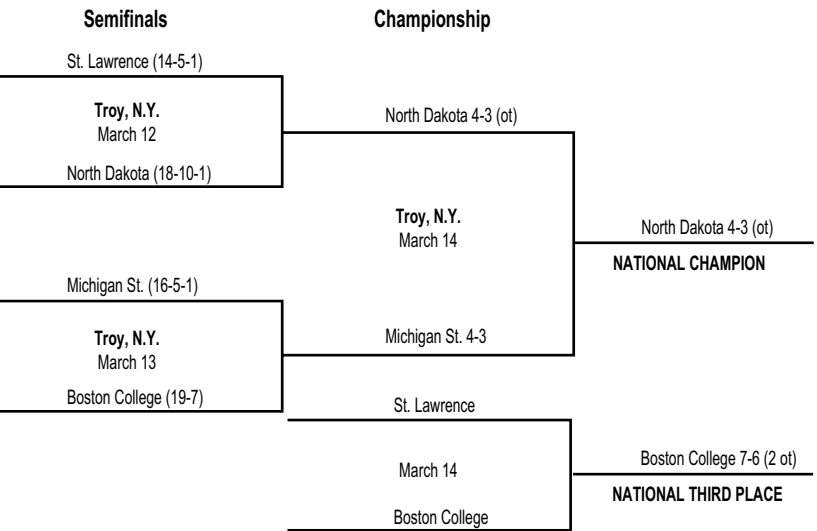 Semifinals
Championship
St. Lawrence (14-5-1)
Troy, N.Y.
March 12
North Dakota (18-10-1)
North Dakota 4-3 (ot)
Troy, N.Y.
March 14
North Dakota 4-3 (ot)
NATIONAL CHAMPION
Michigan St. (16-5-1)
Troy, N.Y.
March 13
Boston College (19-7)
Michigan St. 4-3
St. Lawrence
March 14
Boston College
Boston College 7-6 (2 ot)
NATIONAL THIRD PLACE